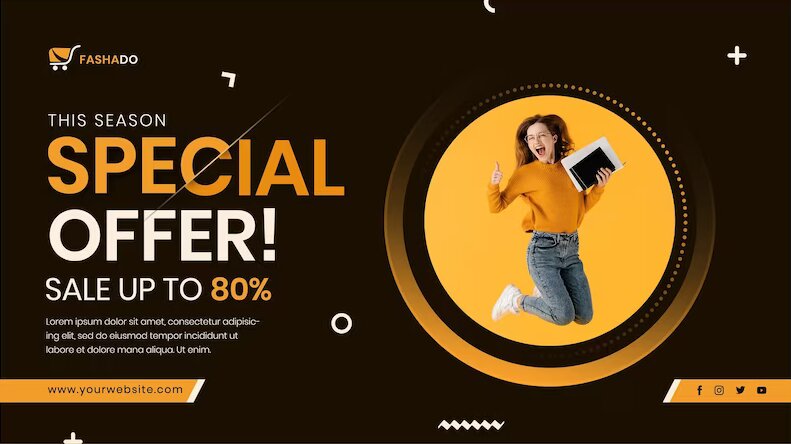 FASHADO
THIS SEASON
SPECIAL
OFFER!
SALE UP TO 80%
Lorem ipsum dolor sit amet, consectetur adipisic-
ing elit, sed do eiusmod tempor incididunt ut
labore et dolore mana aliqua. Ut enim.
www.yourwebsite.com